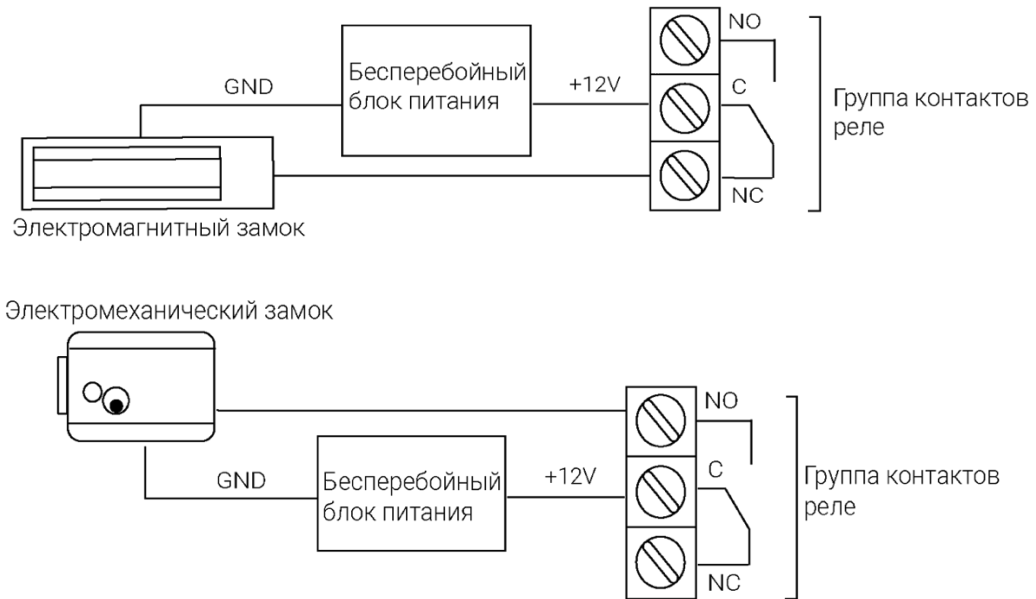 NO
Бесперебойный
блок питания
GND
+12V
C
Группа контактов
реле
NC
Электромагнитный замок
Электромеханический замок
NO
GND
Бесперебойный
блок питания
+12V
C
Группа контактов
реле
NC